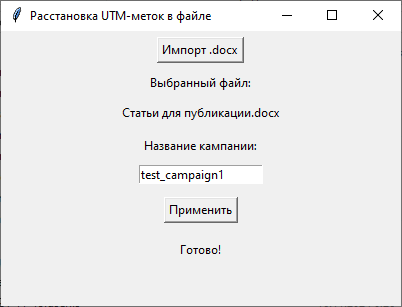 Расстановка UTM-меток в файле
Импорт .docx
Выбранный файл:
Статьи для публикации.docx
Название кампании:
test_campaign1
Применить
Готово!